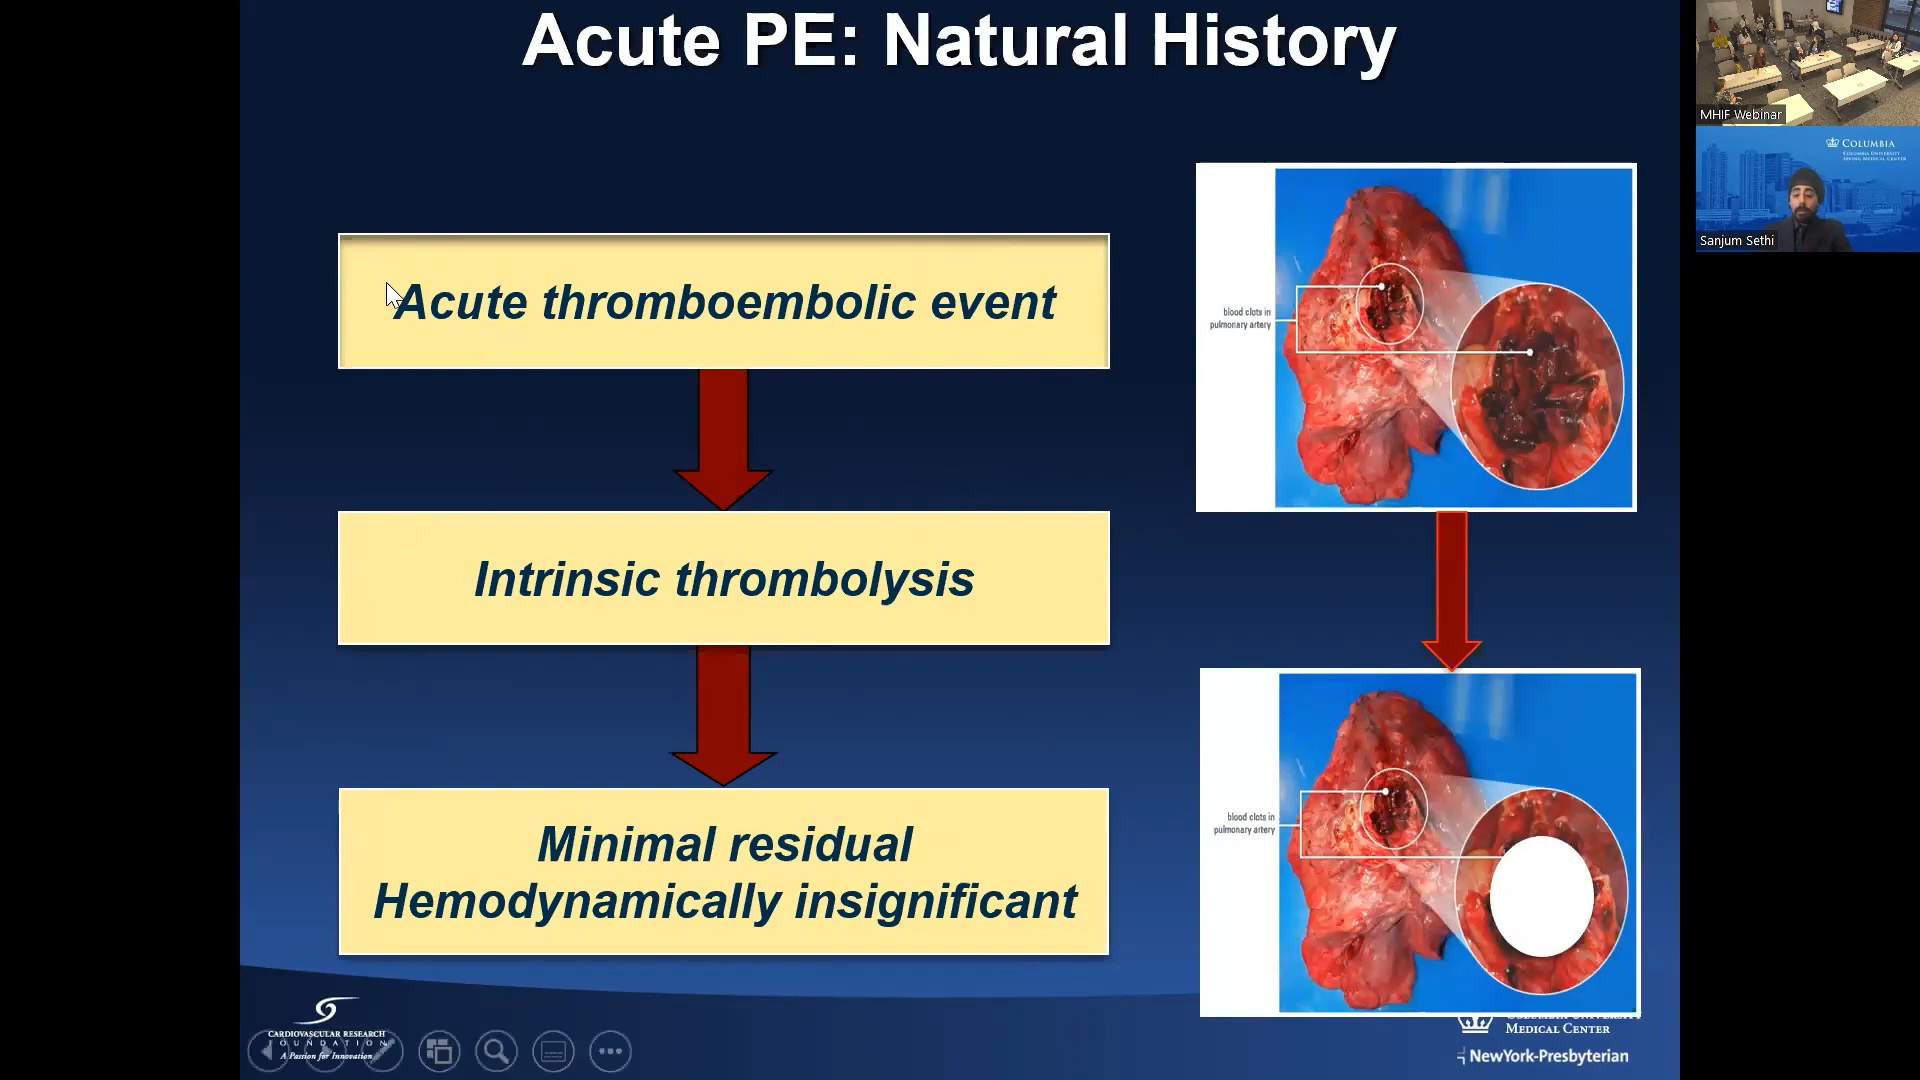 Acute PE: Natural History
MHIF Webinar
COLUMBIA
COLUMBIA UNIVERSITY
IRVING MEDICAL CENTER
Sanjum Sethi
Acute thromboembolic event
blood clots in
pulmonary artery
Intrinsic thrombolysis
Minimal residual
Hemodynamically insignificant
blood clots in
pulmonary artery
CARDIOVASCULAR RESEARCH
FOUNDATION
A Passion for Innovation
COLUMBIA UNIVERSITY
MEDICAL CENTER
NewYork-Presbyterian